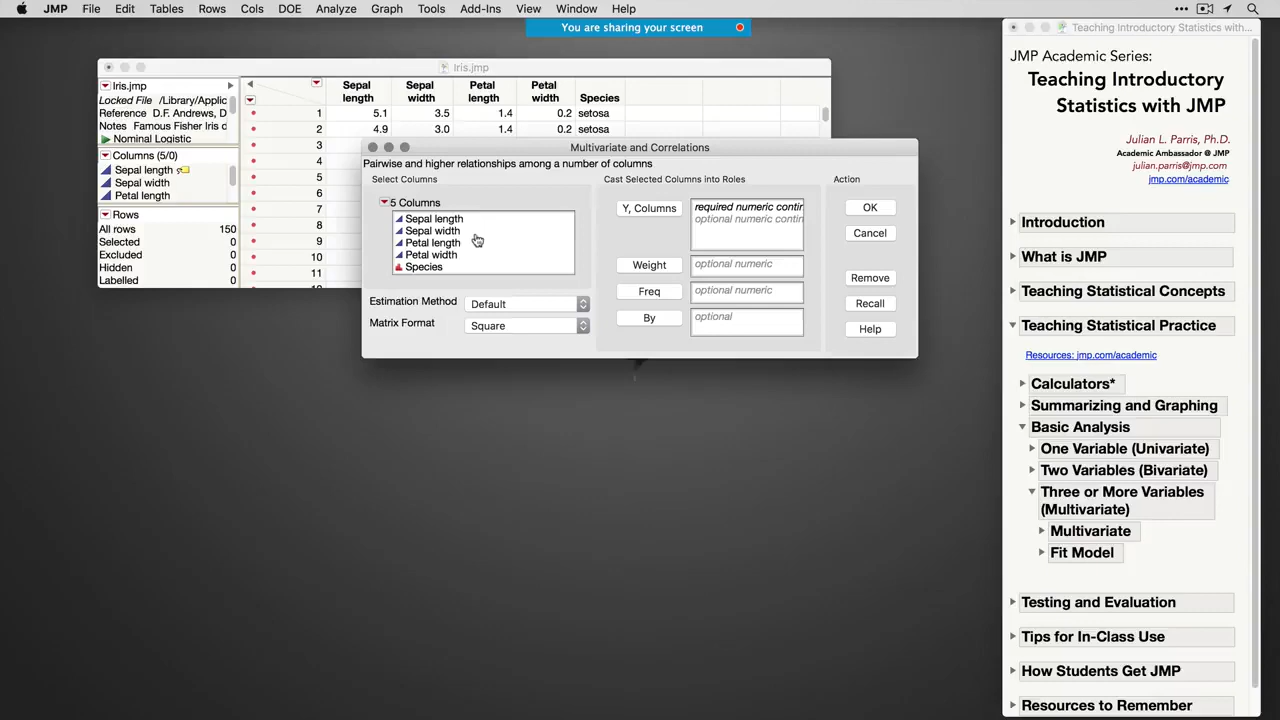 JMP File Edit Tables Rows Cols DOE Analyze Graph Tools Add-Ins View Window Help
You are sharing your screen
Iris.jmp
Iris.jmp
Locked File /Library/Applic
Reference D.F. Andrews, D
Notes Famous Fisher Iris d
Nominal Logistic
Columns (5/0)
Sepal length
Sepal width
Petal length
Rows
All rows 150
Selected 0
Excluded 0
Hidden 0
Labelled 0
Sepal length Sepal width Petal length Petal width Species
1 5.1 3.5 1.4 0.2 setosa
2 4.9 3.0 1.4 0.2 setosa
3
4
5
6
7
8
9
10
11
Multivariate and Correlations
Pairwise and higher relationships among a number of columns
Select Columns
5 Columns
Sepal length
Sepal width
Petal length
Petal width
Species
Estimation Method Default
Matrix Format Square
Cast Selected Columns into Roles
Y, Columns required numeric contin
optional numeric contin
Weight optional numeric
Freq optional numeric
By optional
Action
OK
Cancel
Remove
Recall
Help
Teaching Introductory Statistics with...
JMP Academic Series:
Teaching Introductory
Statistics with JMP
Julian L. Parris, Ph.D.
Academic Ambassador @ JMP
julian.parris@jmp.com
jmp.com/academic
Introduction
What is JMP
Teaching Statistical Concepts
Teaching Statistical Practice
Resources: jmp.com/academic
Calculators*
Summarizing and Graphing
Basic Analysis
One Variable (Univariate)
Two Variables (Bivariate)
Three or More Variables
(Multivariate)
Multivariate
Fit Model
Testing and Evaluation
Tips for In-Class Use
How Students Get JMP
Resources to Remember